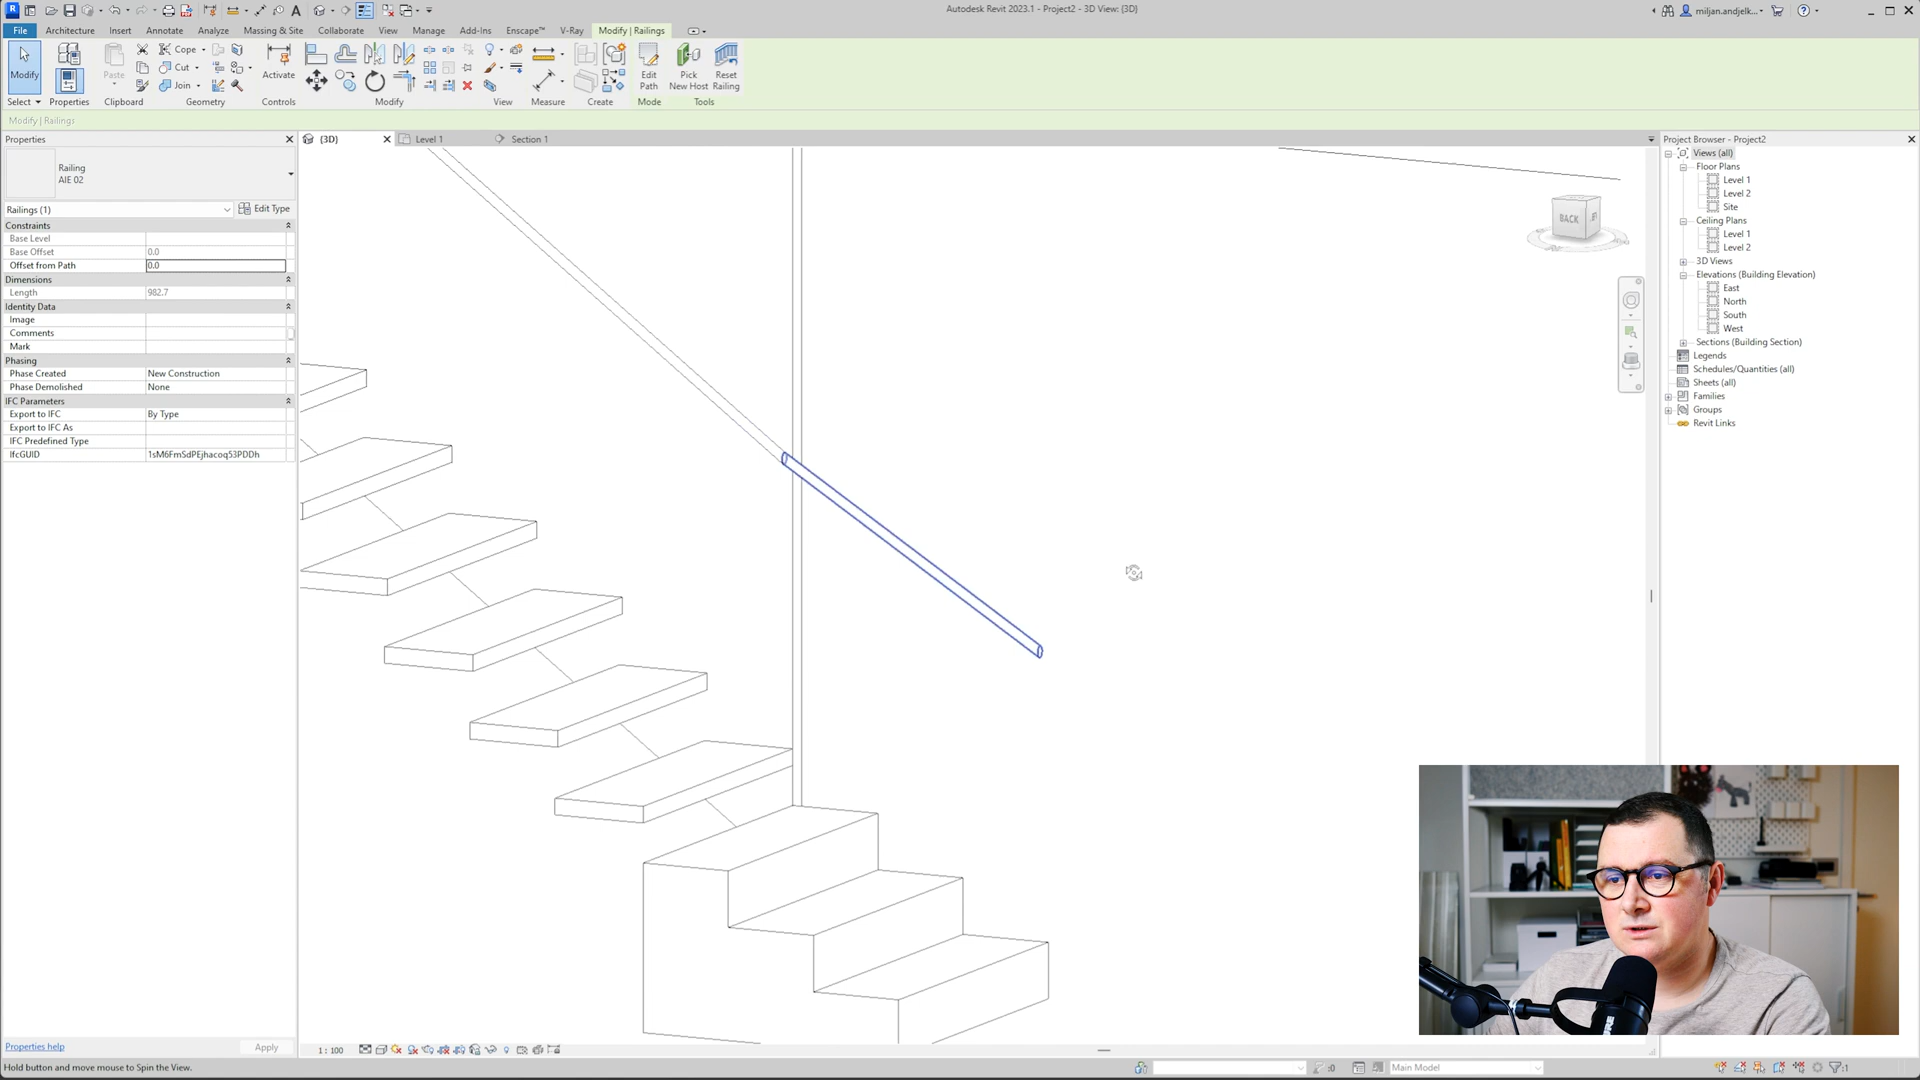 Autodesk Revit 2023.1 - Project2 - 3D View: {3D}
miljan.andjelk...
File Architecture Insert Annotate Analyze Massing & Site Collaborate View Manage Add-Ins Enscape™ V-Ray Modify | Railings
Modify
Paste
Cope
Cut
Join
Activate
Edit Path
Pick New Host
Reset Railing
Select Properties Clipboard Geometry Controls Modify View Measure Create Mode Tools
Modify | Railings
Properties
Railing
AIE 02
Railings (1)
Edit Type
Constraints
Base Level
Base Offset 0.0
Offset from Path 0.0
Dimensions
Length 982.7
Identity Data
Image
Comments
Mark
Phasing
Phase Created New Construction
Phase Demolished None
IFC Parameters
Export to IFC By Type
Export to IFC As
IFC Predefined Type
IfcGUID 1sM6FmSdPEjhacoq53PDDh
Properties help
Apply
{3D}
Level 1
Section 1
BACK
Project Browser - Project2
Views (all)
Floor Plans
Level 1
Level 2
Site
Ceiling Plans
Level 1
Level 2
3D Views
Elevations (Building Elevation)
East
North
South
West
Sections (Building Section)
Legends
Schedules/Quantities (all)
Sheets (all)
Families
Groups
Revit Links
1 : 100
Hold button and move mouse to Spin the View.
:0
Main Model
:1